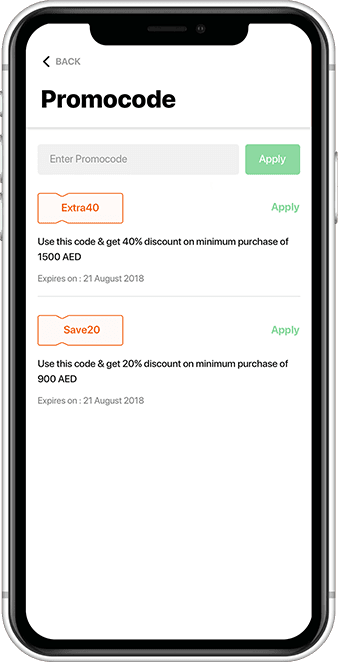 BACK
Promocode
Enter Promocode
Apply
Extra40
Apply
Use this code & get 40% discount on minimum purchase of
1500 AED
Expires on : 21 August 2018
Save20
Apply
Use this code & get 20% discount on minimum purchase of
900 AED
Expires on : 21 August 2018